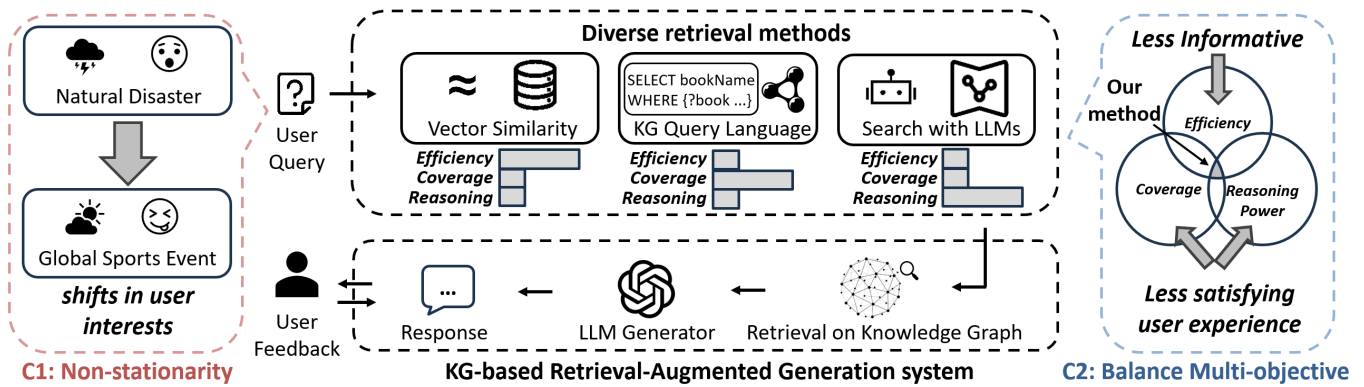 Natural Disaster
Global Sports Event
shifts in user
interests
C1: Non-stationarity
?
User
Query
Diverse retrieval methods
≈
Vector Similarity
Efficiency
Coverage
Reasoning
SELECT bookName
WHERE {?book ...}
KG Query Language
Efficiency
Coverage
Reasoning
Search with LLMs
Efficiency
Coverage
Reasoning
User
Feedback
...
Response
LLM Generator
Retrieval on Knowledge Graph
KG-based Retrieval-Augmented Generation system
Less Informative
Our
method
Efficiency
Coverage
Reasoning
Power
Less satisfying
user experience
C2: Balance Multi-objective